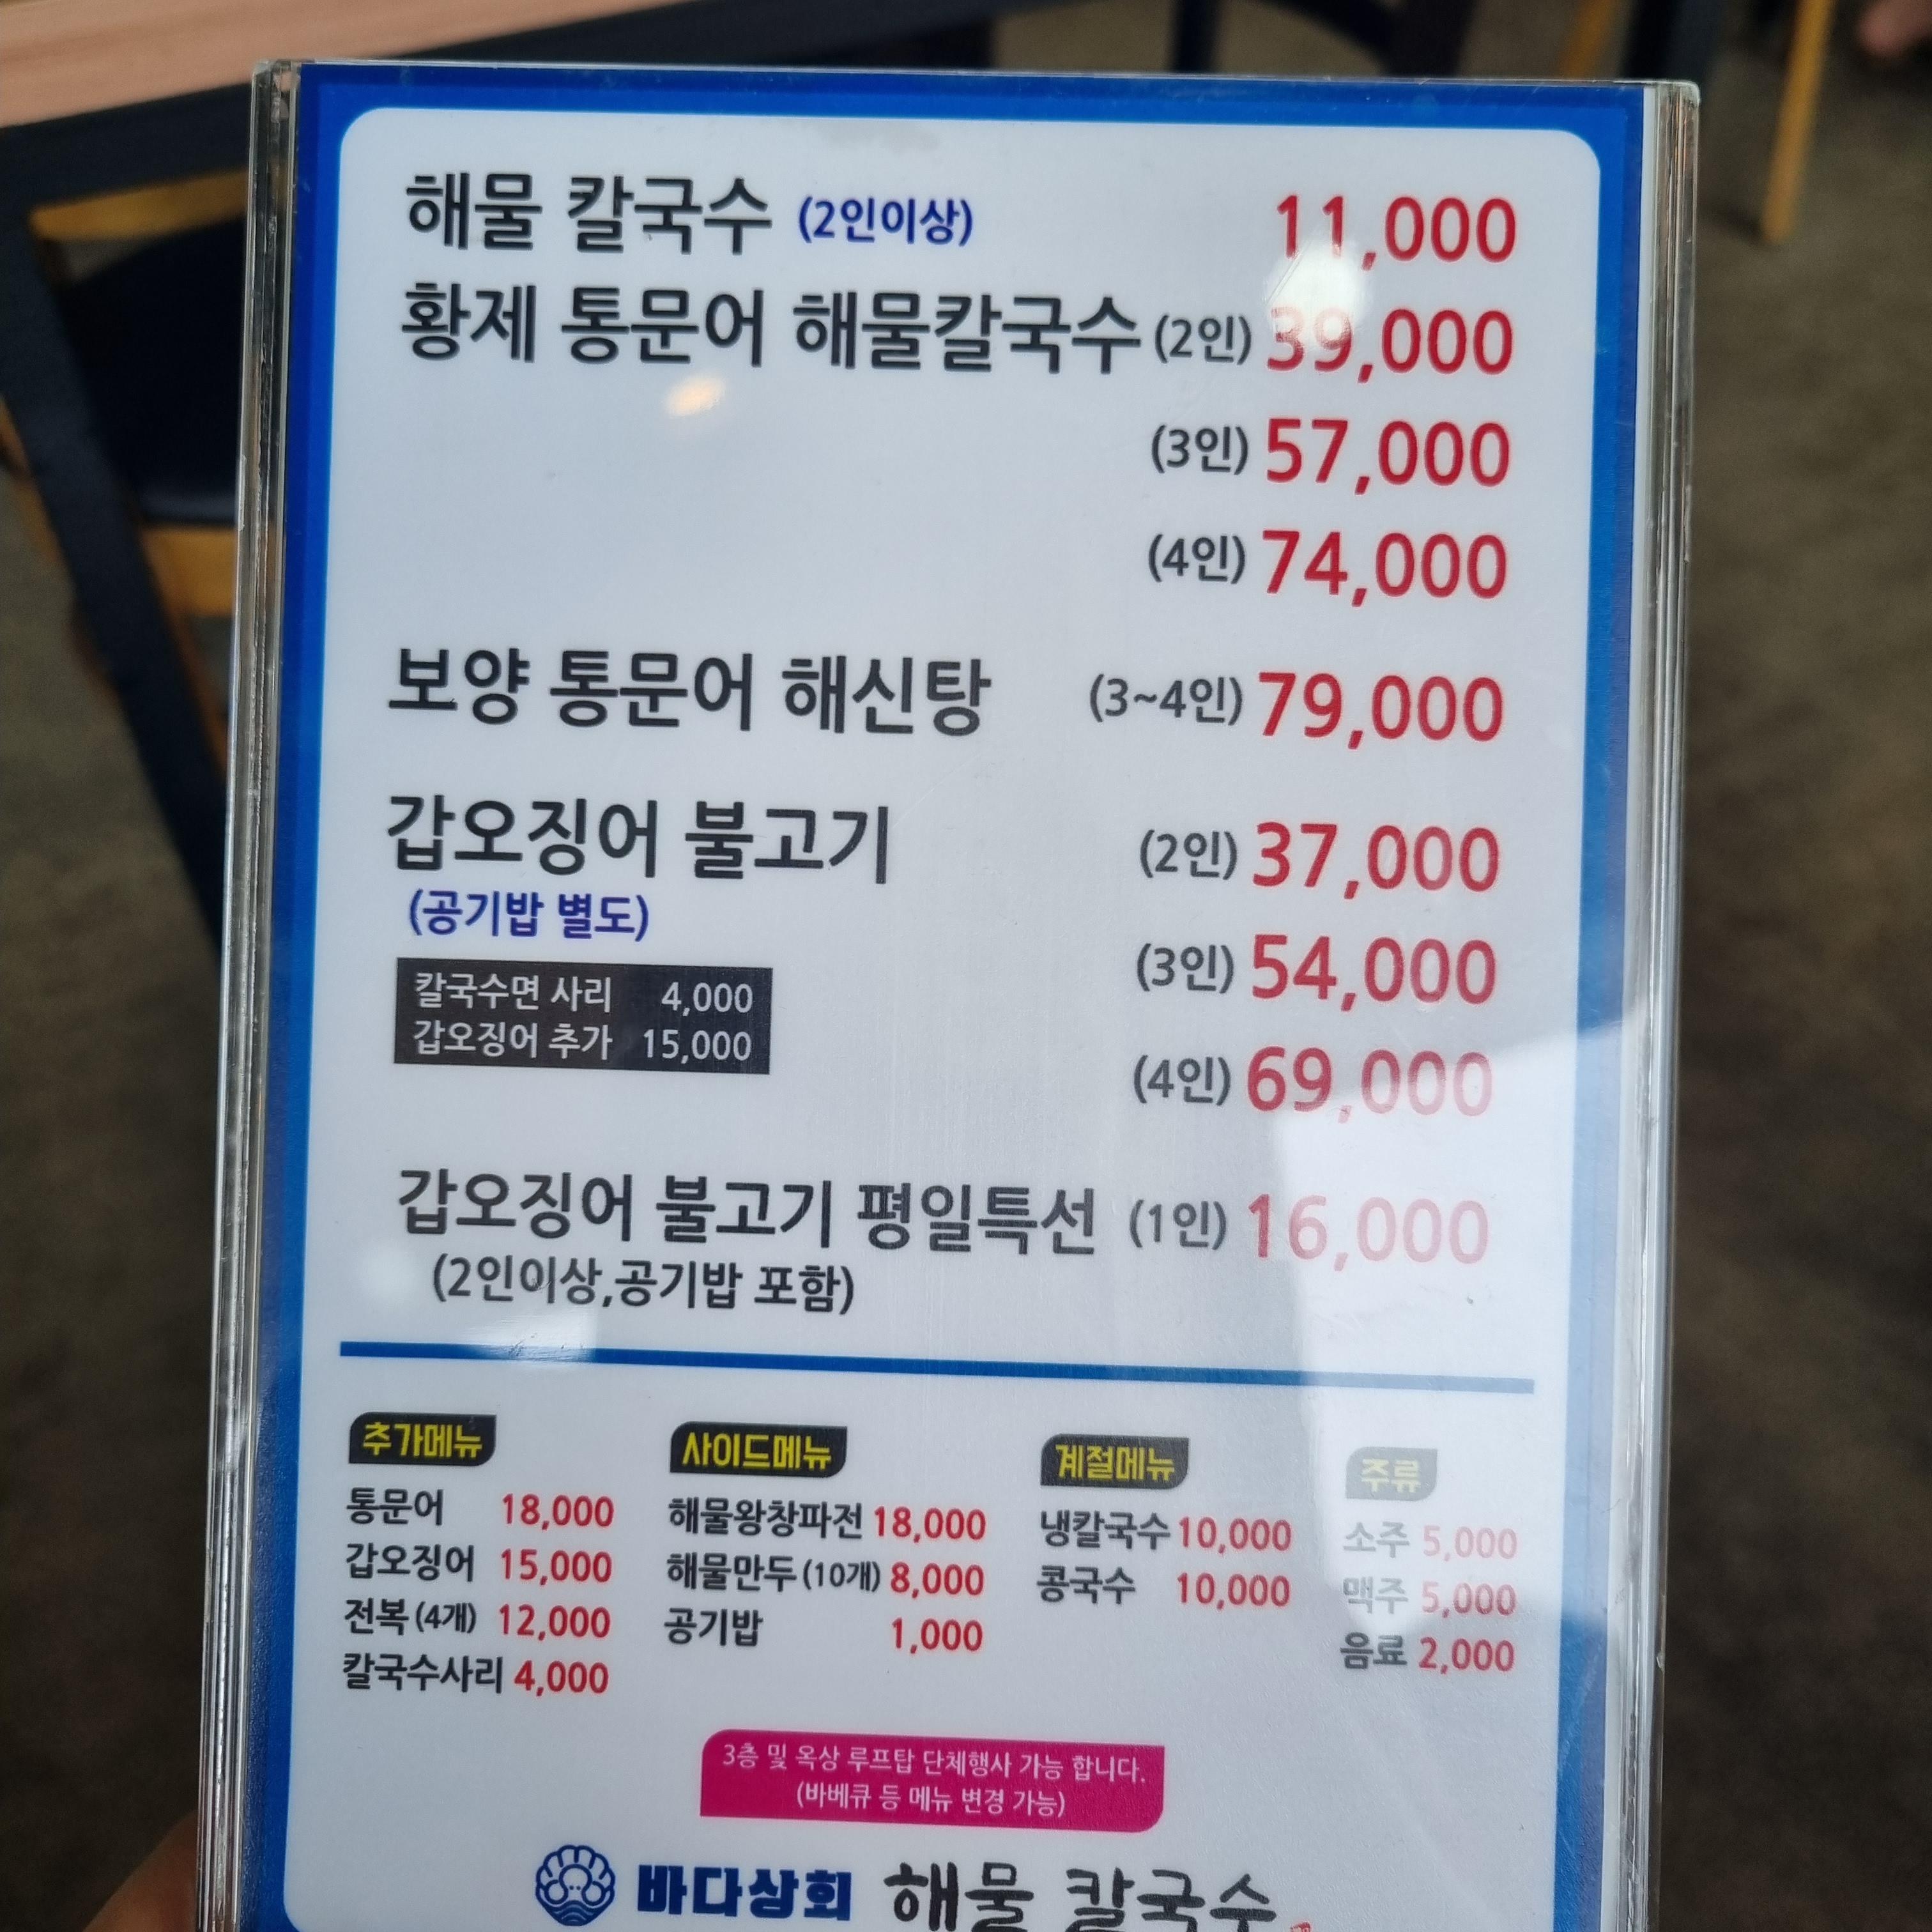 해물 칼국수 (2인이상) 11,000
황제 통문어 해물칼국수 (2인) 39,000
(3인) 57,000
(4인) 74,000
보양 통문어 해신탕 (3~4인) 79,000
갑오징어 불고기 (2인) 37,000
(공기밥 별도)
(3인) 54,000
칼국수면 사리 4,000
갑오징어 추가 15,000
(4인) 69,000
갑오징어 불고기 평일특선 (1인) 16,000
(2인이상,공기밥 포함)
추가메뉴
통문어 18,000
갑오징어 15,000
전복 (4개) 12,000
칼국수사리 4,000
사이드메뉴
해물왕창파전 18,000
해물만두 (10개) 8,000
공기밥 1,000
계절메뉴
냉칼국수 10,000
콩국수 10,000
주류
소주 5,000
맥주 5,000
음료 2,000
3층 및 옥상 루프탑 단체행사 가능 합니다.
(바베큐 등 메뉴 변경 가능)
바다상회 해물 칼국수